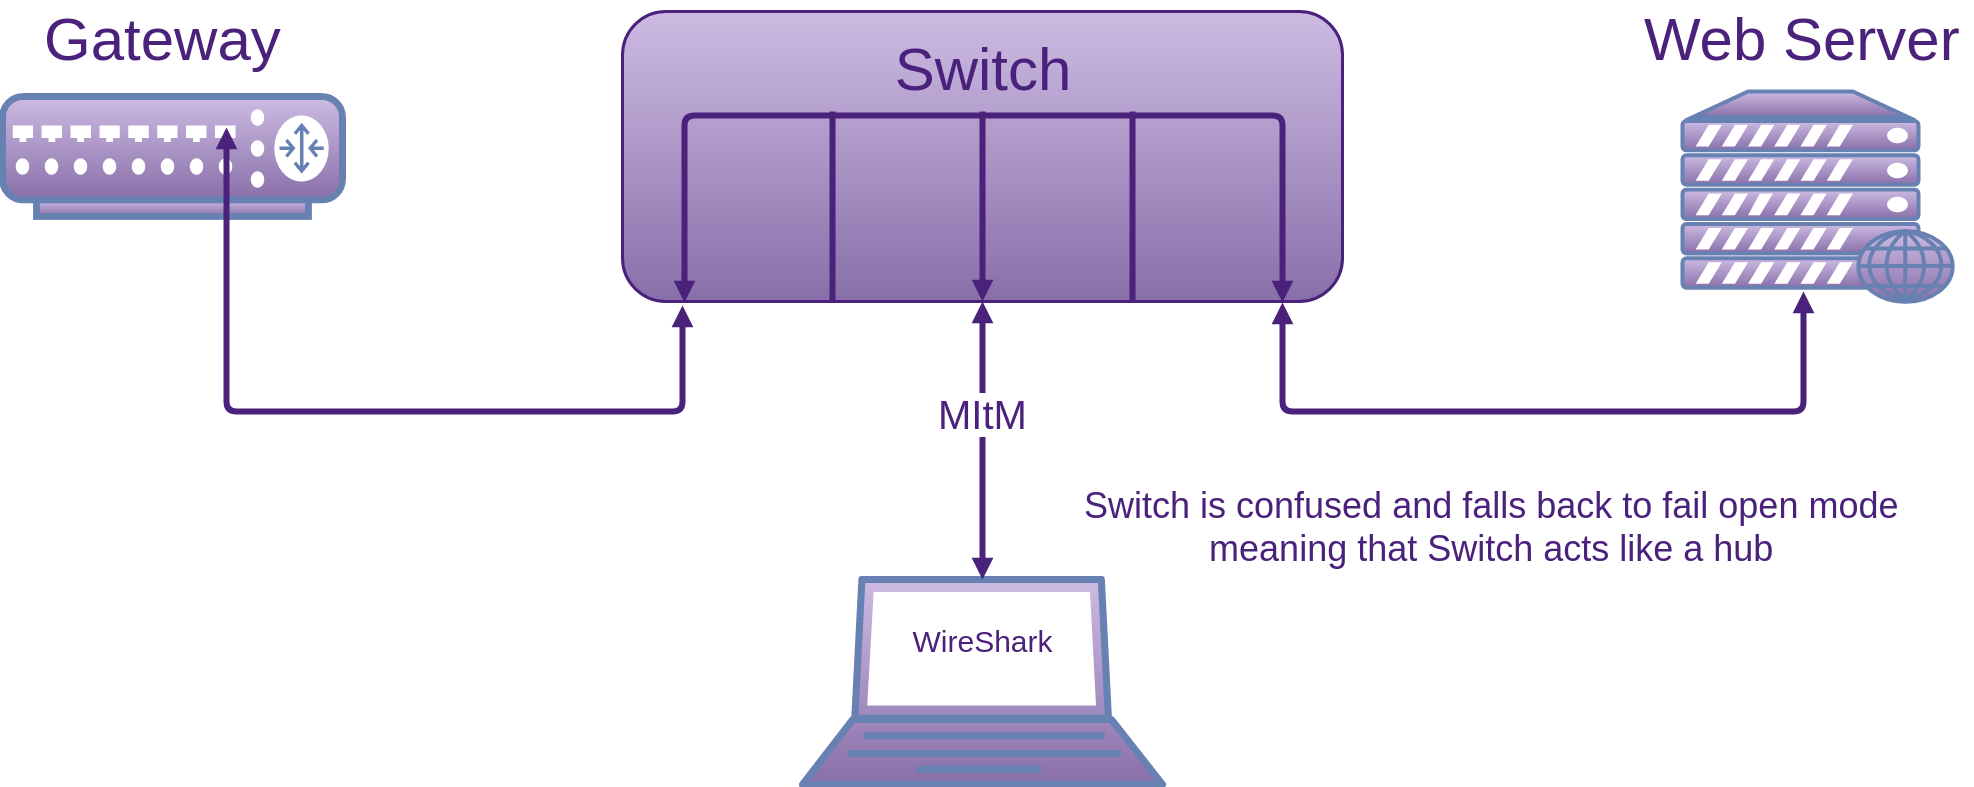 Gateway
Switch
Web Server
MItM
Switch is confused and falls back to fail open mode
meaning that Switch acts like a hub
WireShark